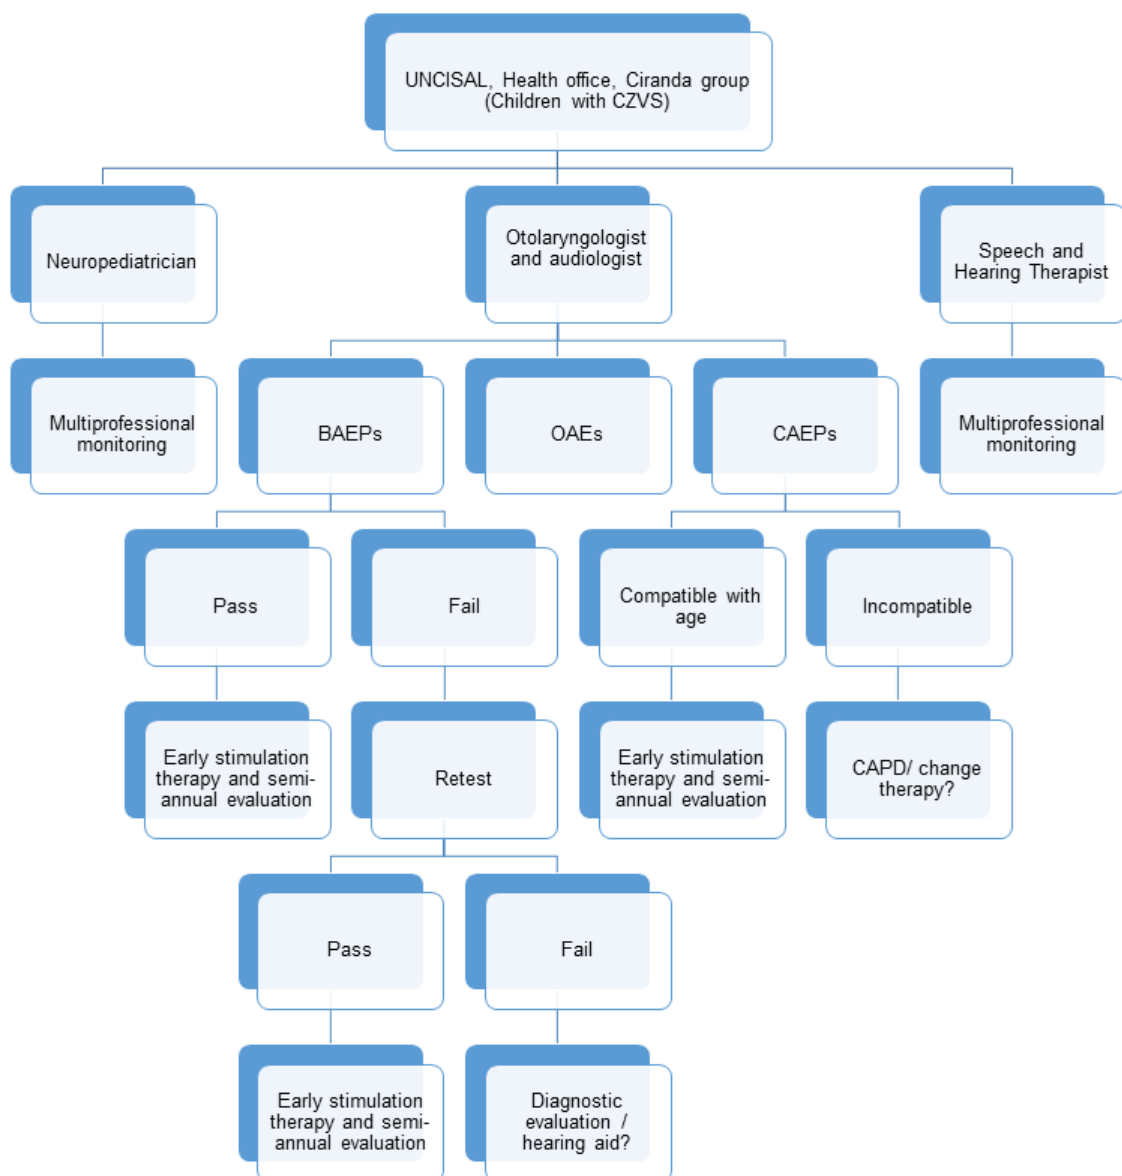 UNCISAL, Health office, Ciranda group
(Children with CZVS)
Neuropediatrician
Otolaryngologist
and audiologist
Speech and
Hearing Therapist
Multiprofessional
monitoring
BAEPs
OAEs
CAEPs
Multiprofessional
monitoring
Pass
Fail
Compatible with
age
Incompatible
Early stimulation
therapy and semi-
annual evaluation
Retest
Early stimulation
therapy and semi-
annual evaluation
CAPD/ change
therapy?
Pass
Fail
Early stimulation
therapy and semi-
annual evaluation
Diagnostic
evaluation /
hearing aid?